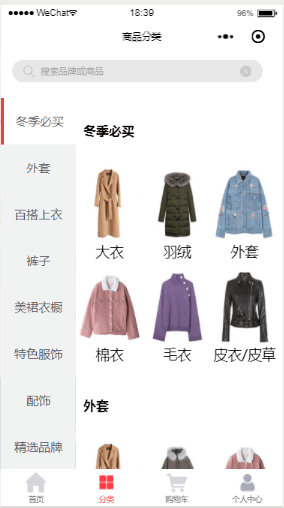 WeChat 18:39 96%
商品分类
搜索品牌或商品
冬季必买
外套
百搭上衣
裤子
美裙衣橱
特色服饰
配饰
精选品牌
冬季必买
大衣 羽绒 外套
棉衣 毛衣 皮衣/皮草
外套
首页 分类 购物车 个人中心